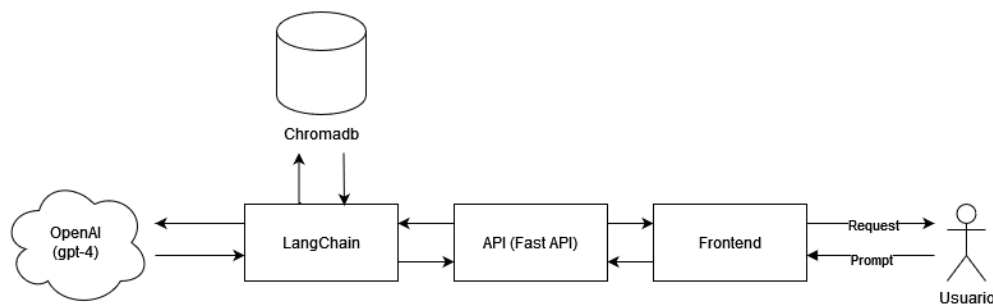 Chromadb
OpenAI
(gpt-4)
LangChain
API (Fast API)
Frontend
Request
Prompt
Usuario